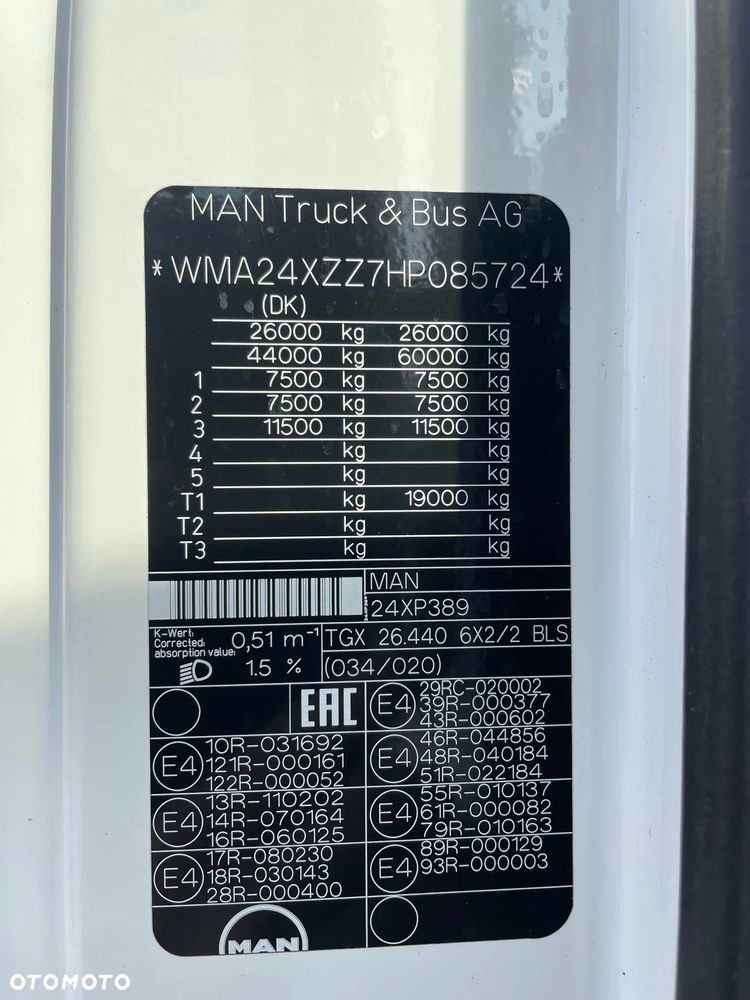 MAN Truck & Bus AG
*WMA24XZZ7HP085724*
(DK)
26000 kg 26000 kg
44000 kg 60000 kg
1 7500 kg 7500 kg
2 7500 kg 7500 kg
3 11500 kg 11500 kg
4 kg kg
5 kg kg
T1 kg 19000 kg
T2 kg kg
T3 kg kg
MAN
24XP389
K-Wert:
Corrected
absorption value:
0,51 m⁻¹
1.5 %
TGX 26.440 6X2/2 BLS
(034/020)
EAC
E4
29RC-020002
39R-000377
43R-000602
E4
10R-031692
121R-000161
122R-000052
E4
46R-044856
48R-040184
51R-022184
E4
13R-110202
14R-070164
16R-060125
E4
55R-010137
61R-000082
79R-010163
E4
17R-080230
18R-030143
28R-000400
E4
89R-000129
93R-000003
MAN
OTOMOTO